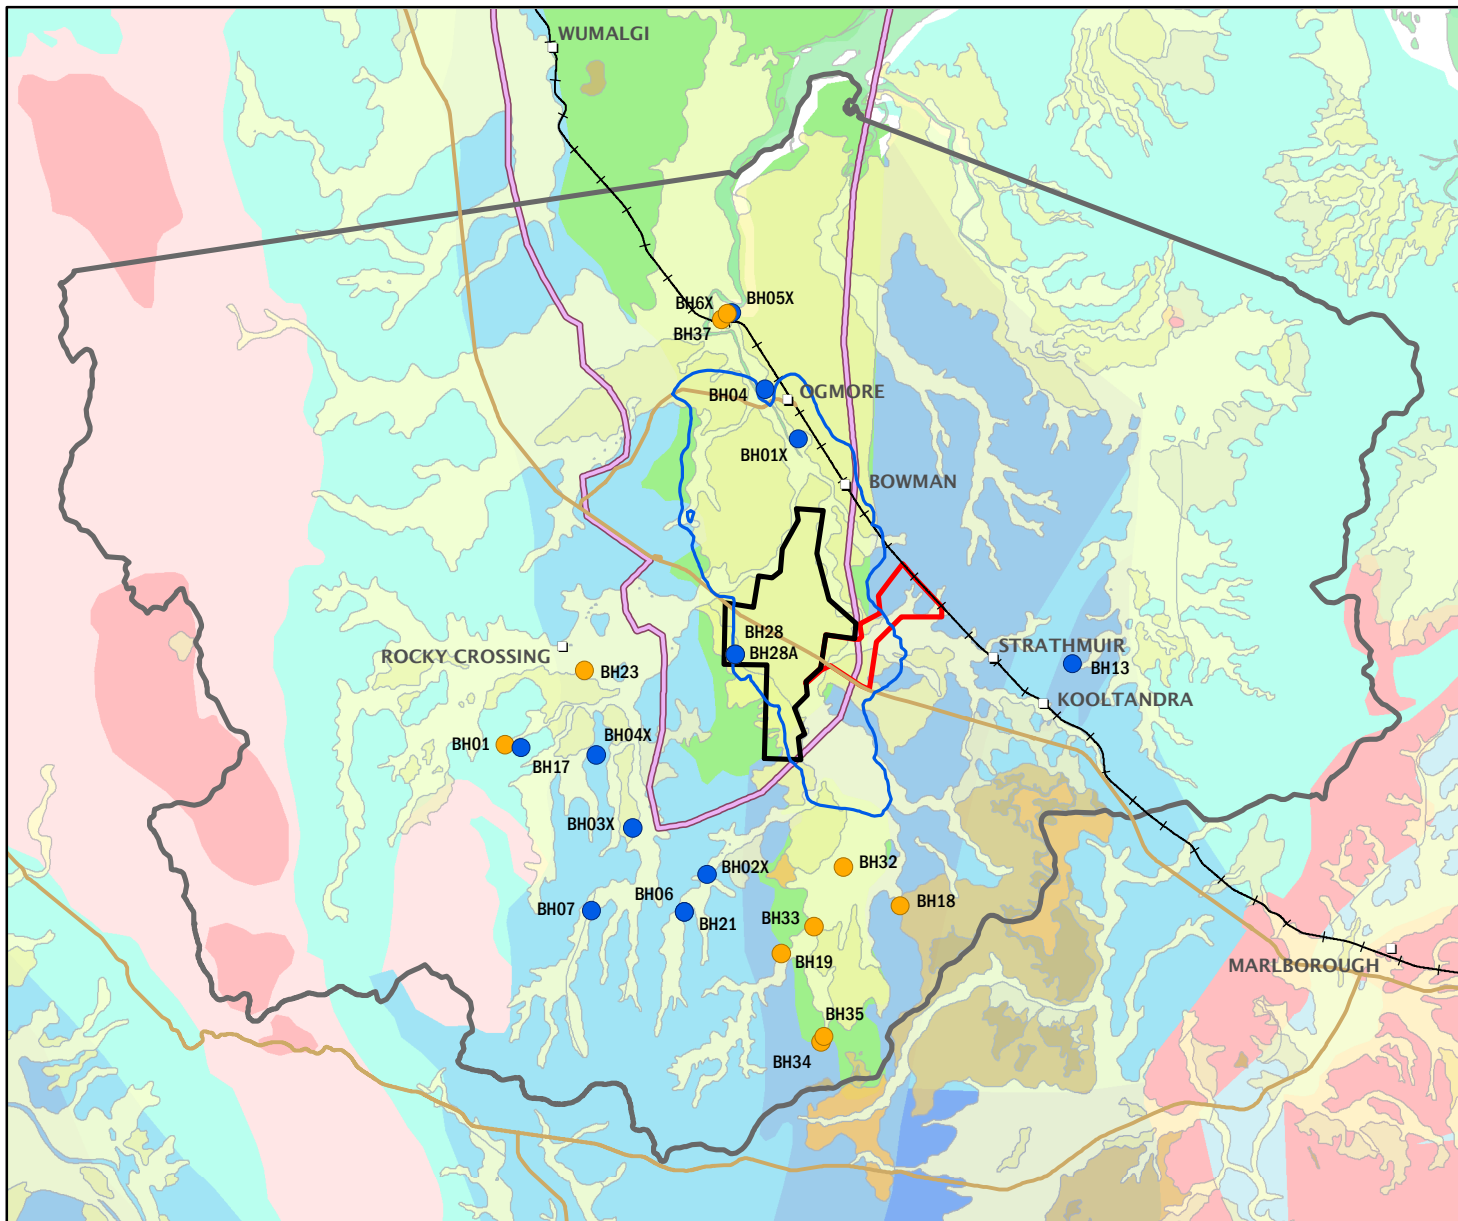 WUMALGI
BH6X
BH05X
BH37
BH04
OGMORE
BH01X
BOWMAN
BH28
BH28A
ROCKY CROSSING
BH23
STRATHMUIR
BH13
KOOLTANDRA
BH01
BH17
BH04X
BH03X
BH02X
BH32
BH06
BH07
BH21
BH18
BH33
BH19
MARLBOROUGH
BH35
BH34